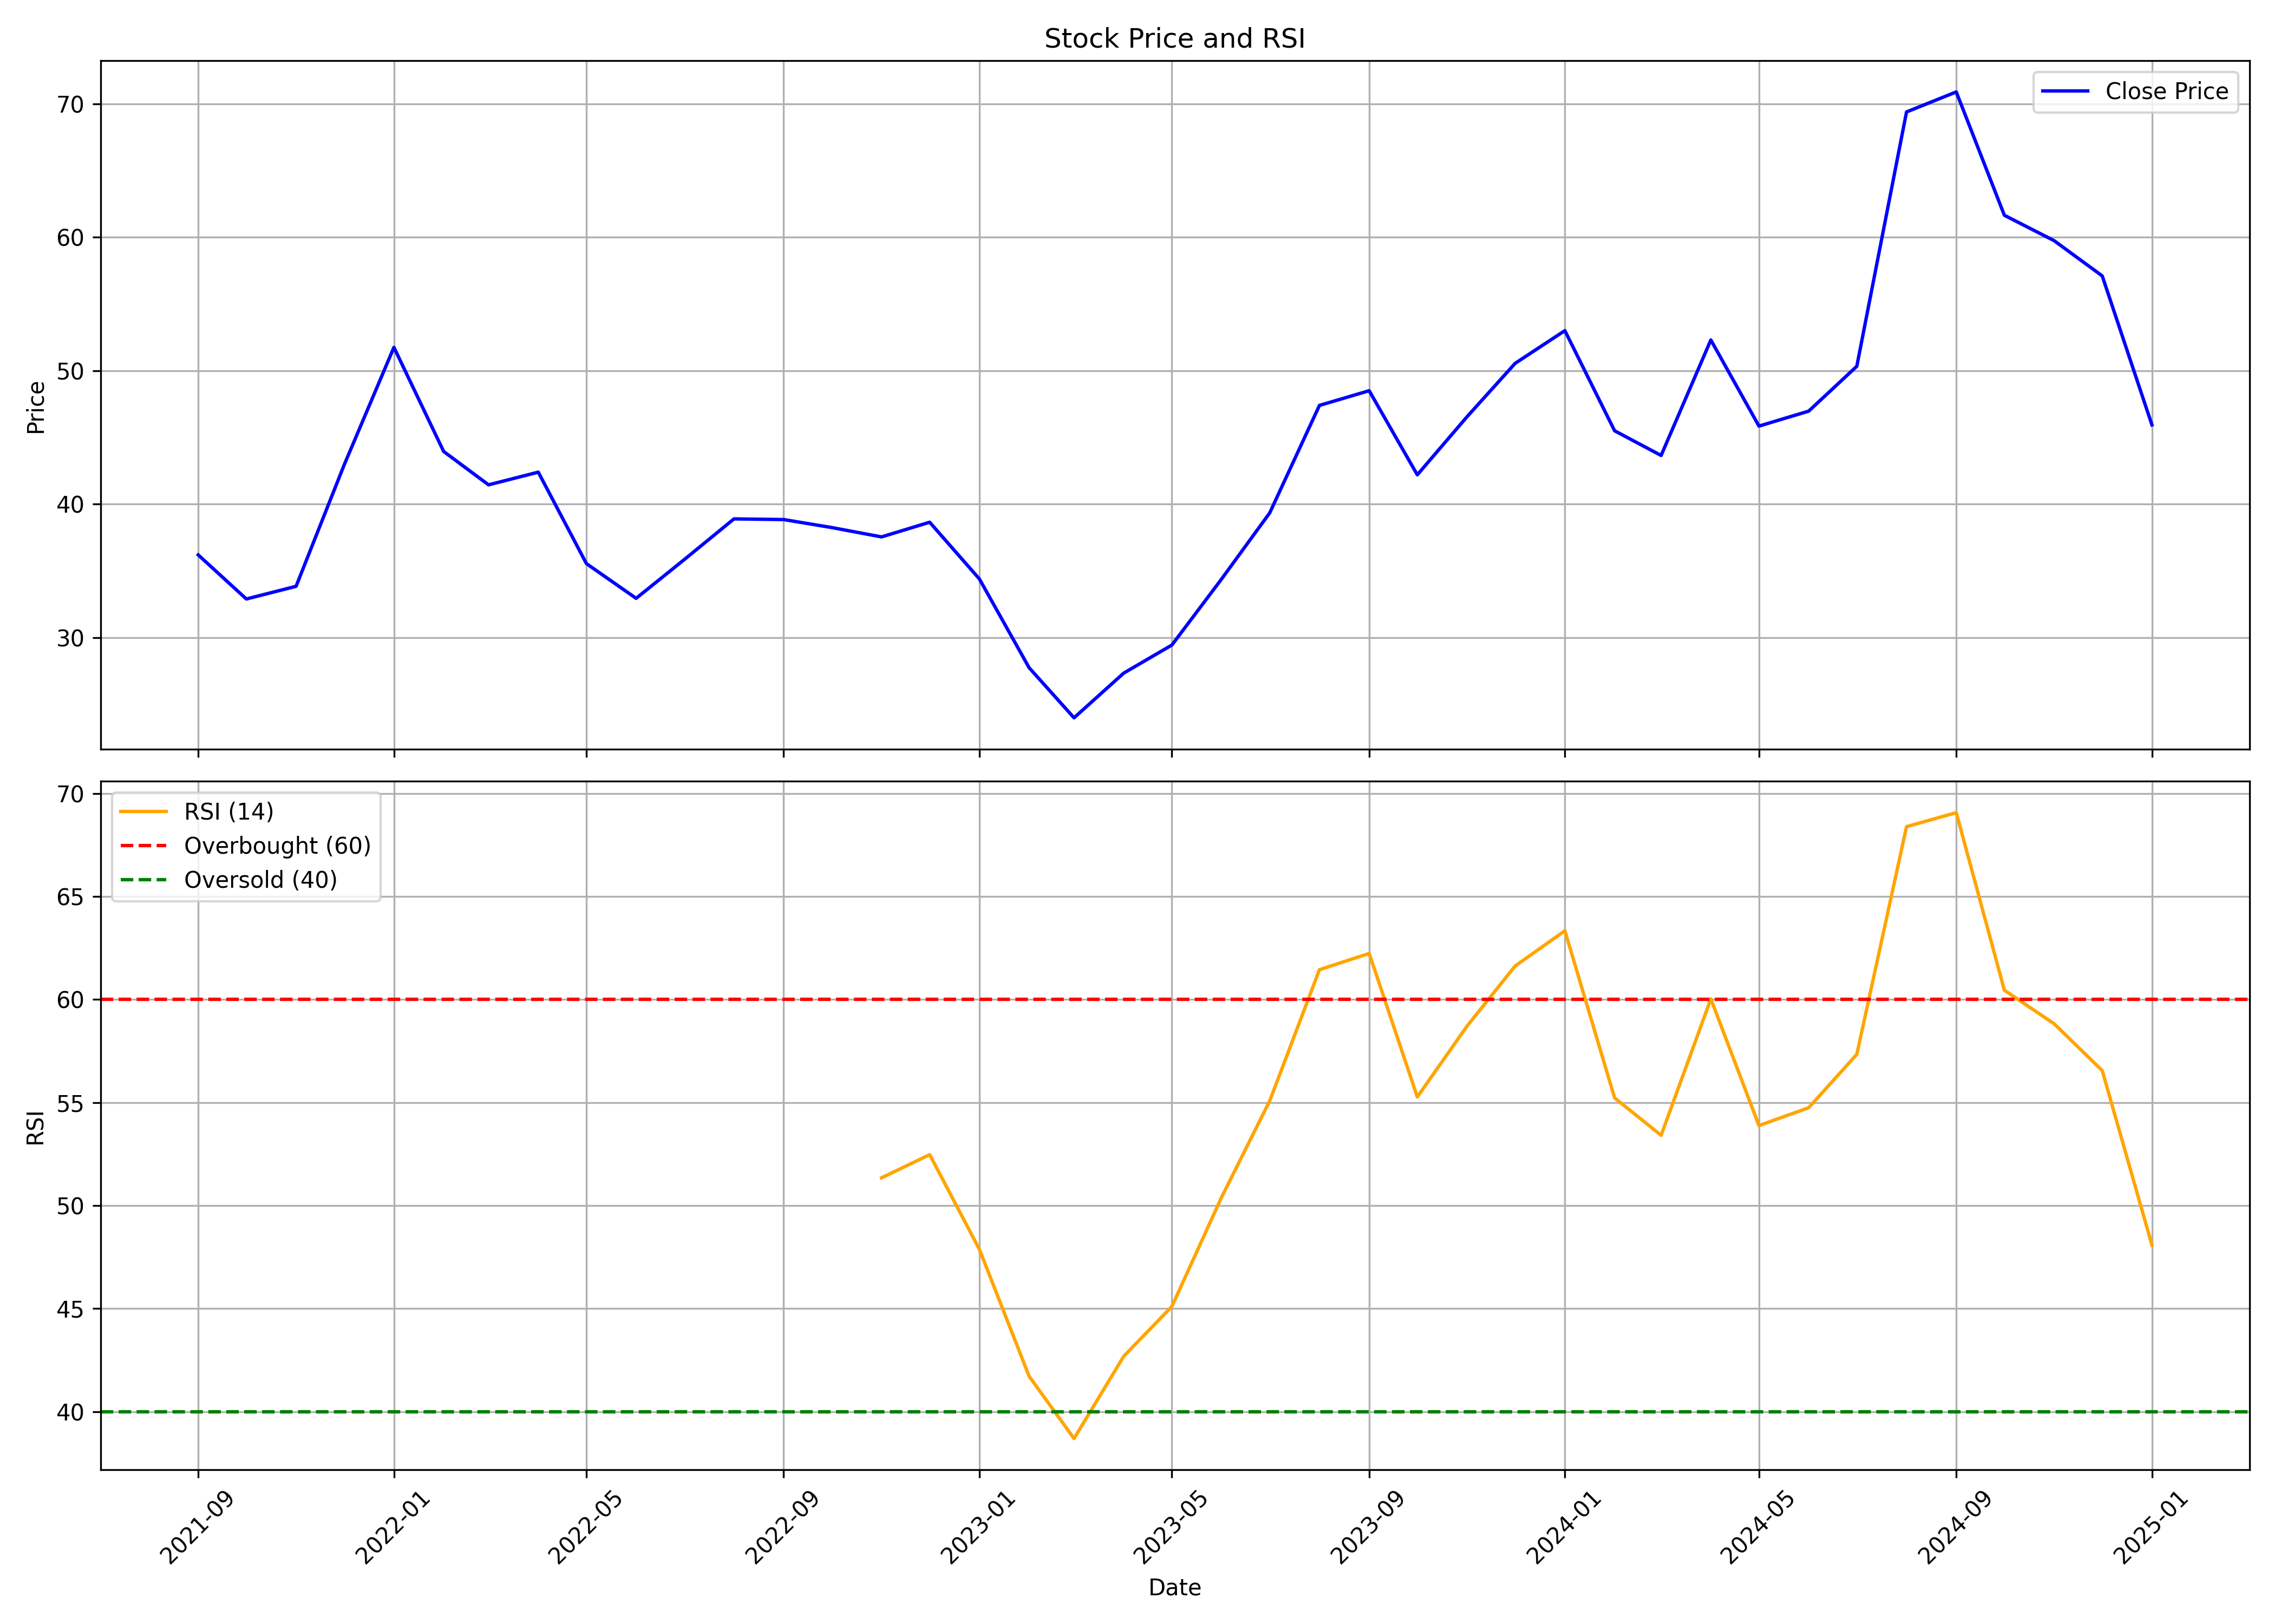 Stock Price and RSI
Close Price
70
60
50
40
30
Price
RSI (14)
Overbought (60)
Oversold (40)
70
65
60
55
50
45
40
RSI
2021-09
2022-01
2022-05
2022-09
2023-01
2023-05
2023-09
2024-01
2024-05
2024-09
2025-01
Date